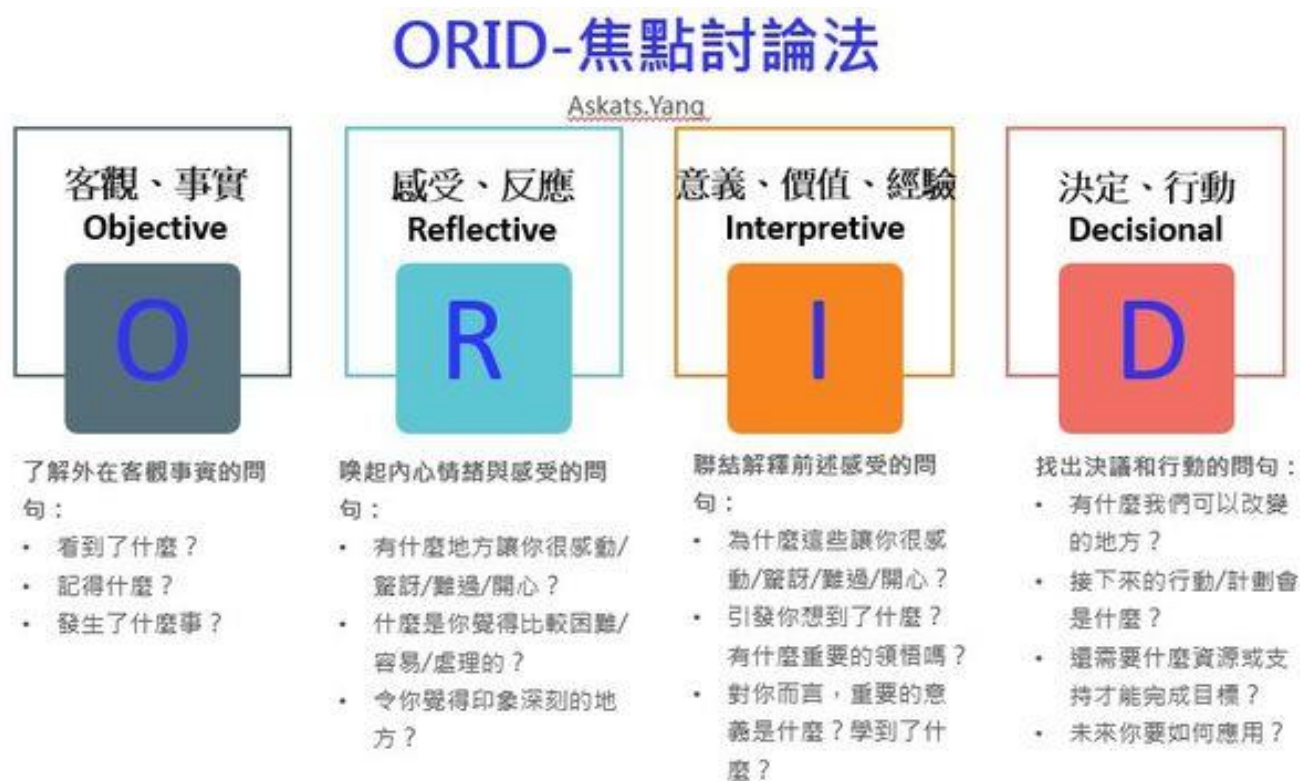 ORID-焦點討論法
Askats.Yang
客觀、事實
Objective
O
了解外在客觀事實的問
句：
• 看到了什麼？
• 記得什麼？
• 發生了什麼事？
感受、反應
Reflective
R
喚起內心情緒與感受的問
句：
• 有什麼地方讓你很感動/
驚訝/難過/開心？
• 什麼是你覺得比較困難/
容易/處理的？
• 令你覺得印象深刻的地
方？
意義、價值、經驗
Interpretive
I
聯結解釋前述感受的問
句：
• 為什麼這些讓你很感
動/驚訝/難過/開心？
• 引發你想到了什麼？
有什麼重要的領悟嗎？
• 對你而言，重要的意
義是什麼？學到了什
麼？
決定、行動
Decisional
D
找出決議和行動的問句：
• 有什麼我們可以改變
的地方？
• 接下來的行動/計劃會
是什麼？
• 還需要什麼資源或支
持才能完成目標？
• 未來你要如何應用？